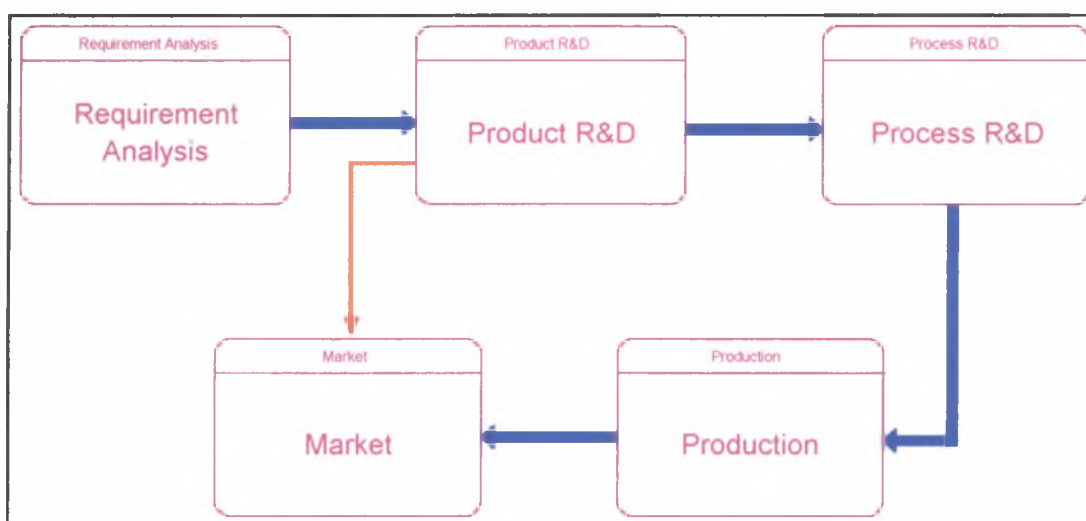 Requirement Analysis
Requirement
Analysis
Product R&D
Product R&D
Process R&D
Process R&D
Market
Market
Production
Production